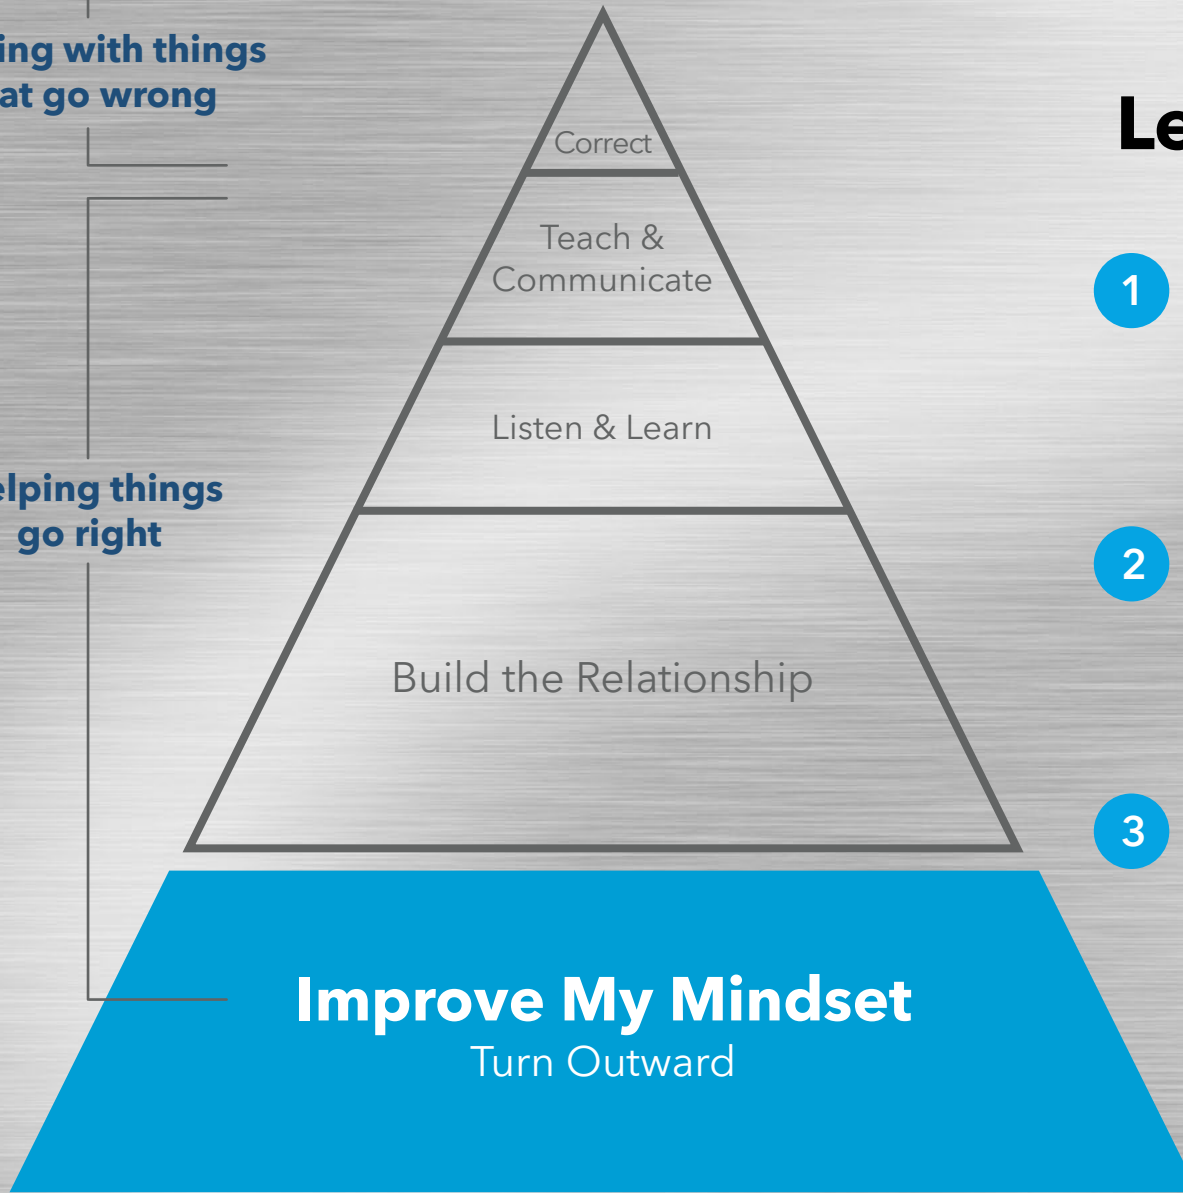 ing with things
at go wrong
Correct
Le
Teach &
Communicate
1
Listen & Learn
elping things
go right
2
Build the Relationship
3
Improve My Mindset
Turn Outward